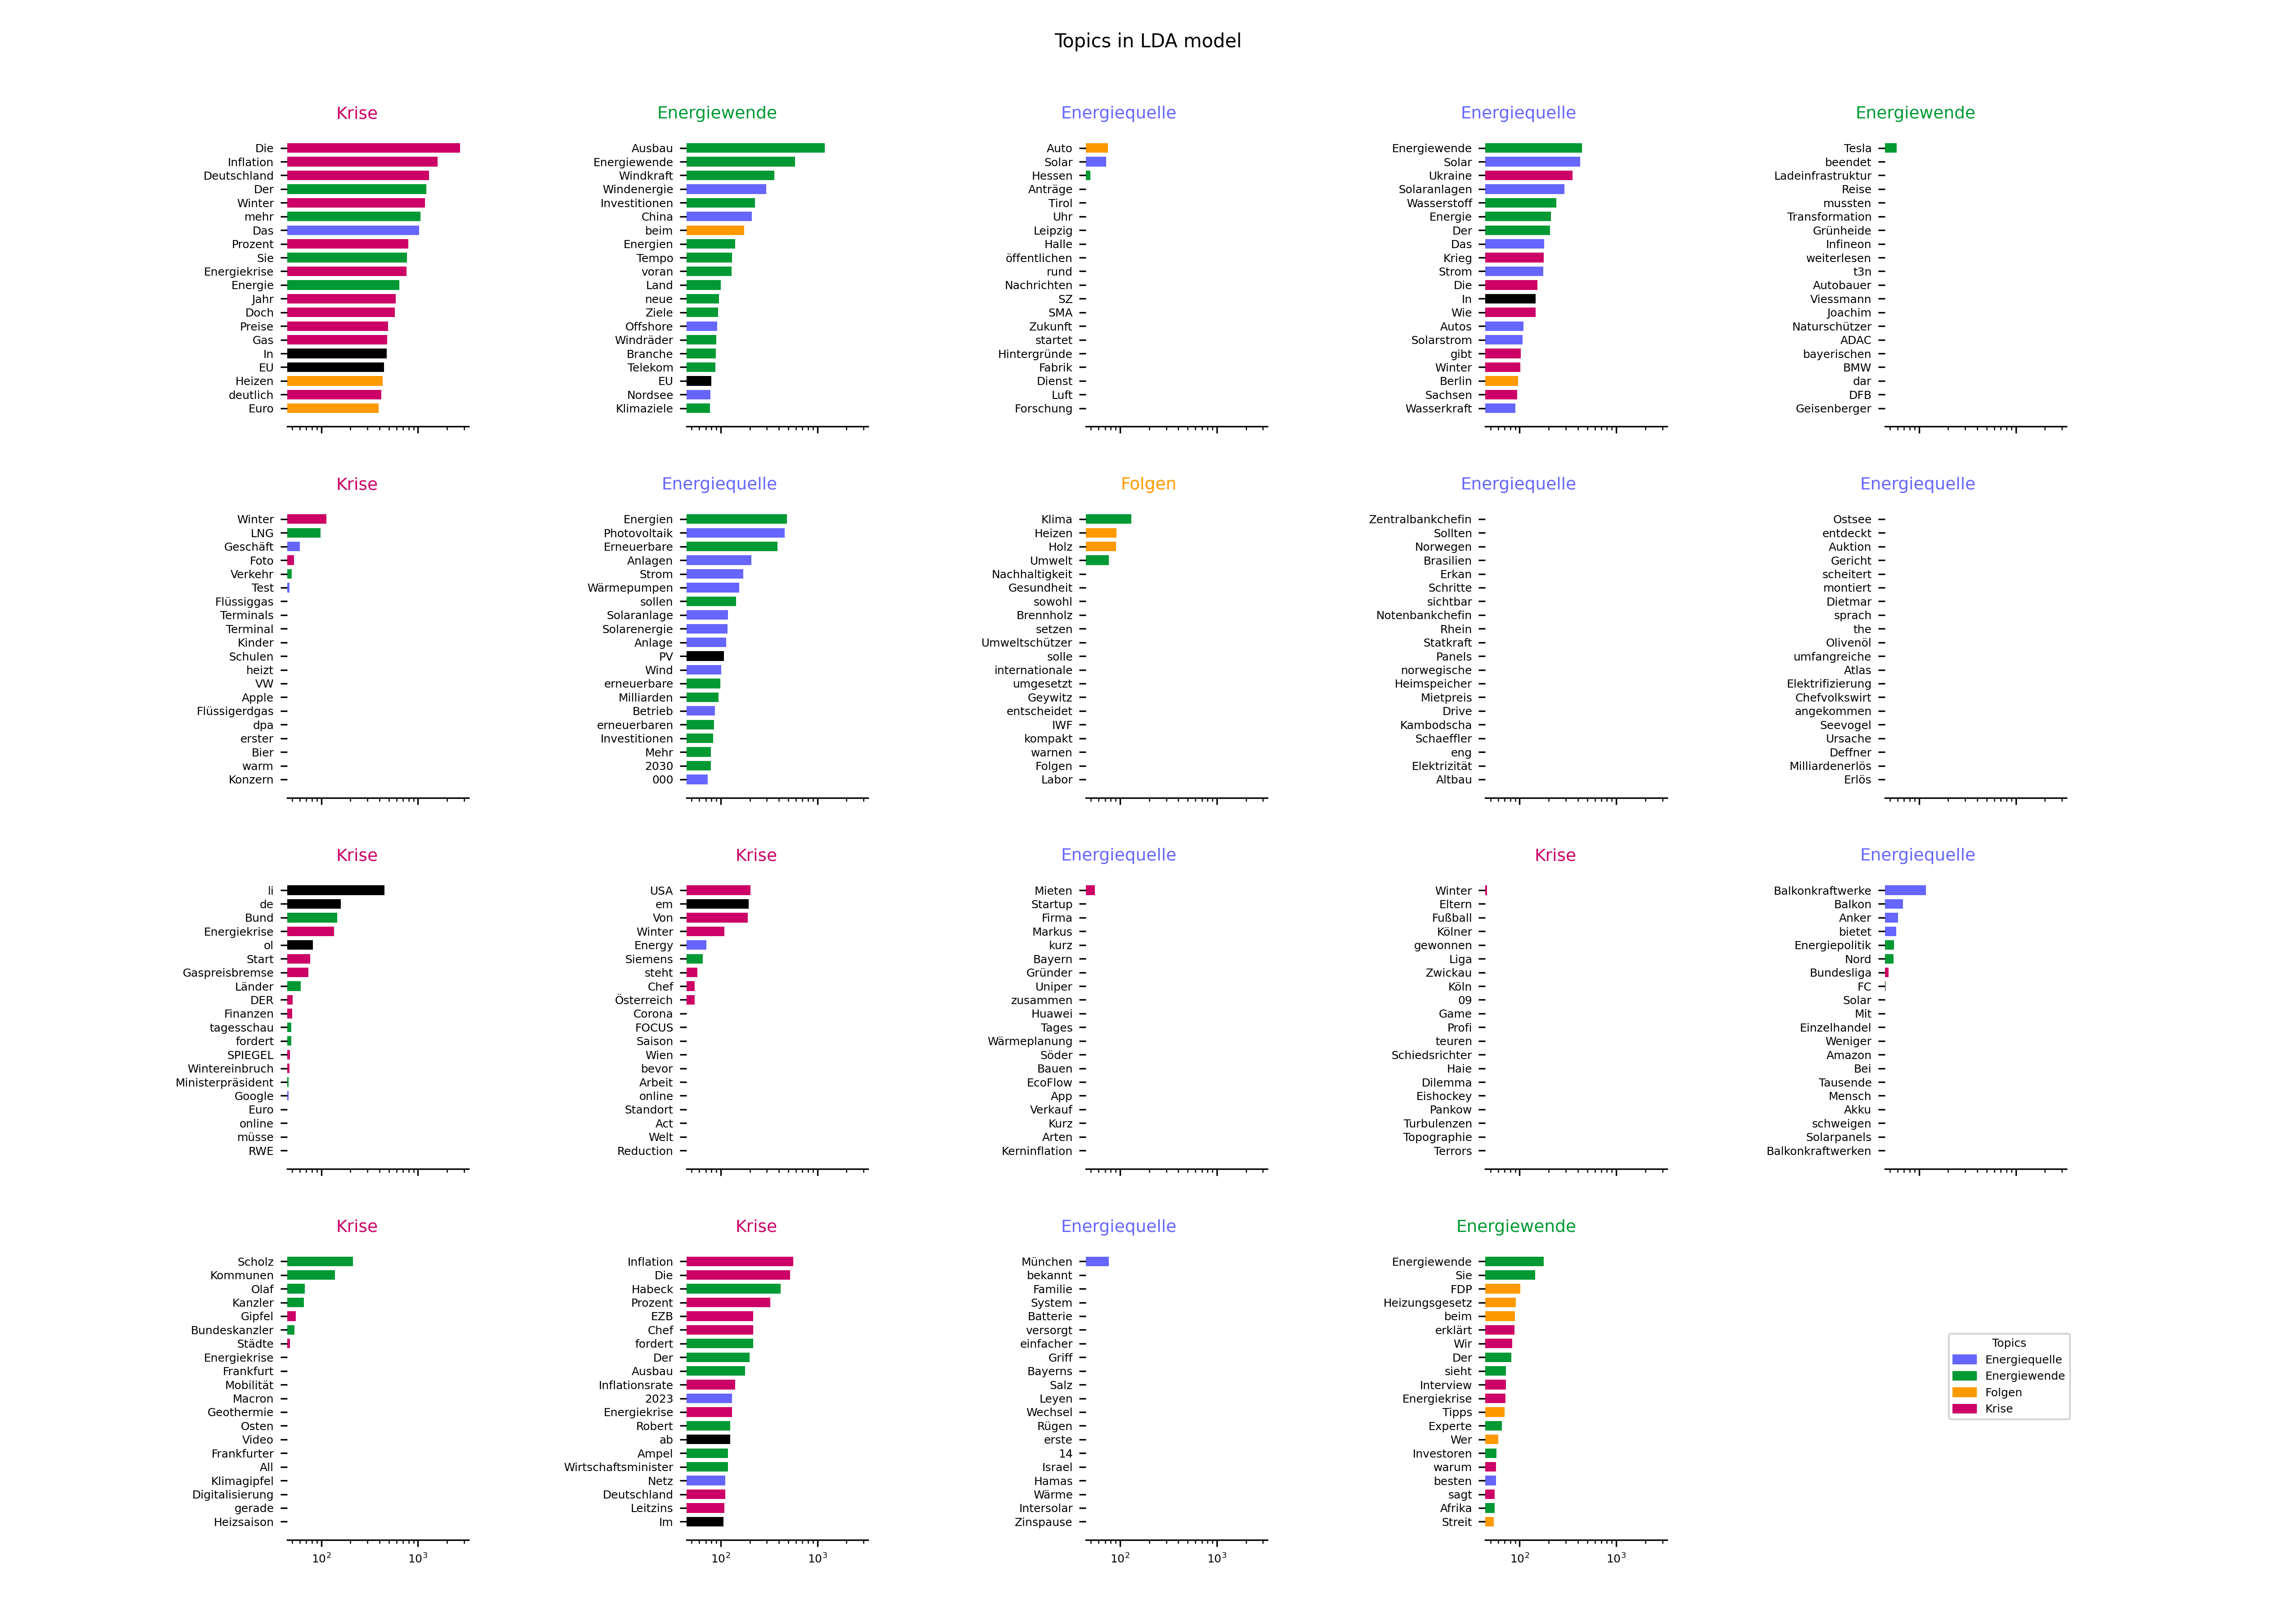 Topics in LDA model
Krise
Die
Inflation
Deutschland
Der
Winter
mehr
Das
Prozent
Sie
Energiekrise
Energie
Jahr
Doch
Preise
Gas
In
EU
Heizen
deutlich
Euro
Energiewende
Ausbau
Energiewende
Windkraft
Windenergie
Investitionen
China
beim
Energien
Tempo
voran
Land
neue
Ziele
Offshore
Windräder
Branche
Telekom
EU
Nordsee
Klimaziele
Energiequelle
Auto
Solar
Hessen
Anträge
Tirol
Uhr
Leipzig
Halle
öffentlichen
rund
Nachrichten
SZ
SMA
Zukunft
startet
Hintergründe
Fabrik
Dienst
Luft
Forschung
Energiequelle
Energiewende
Solar
Ukraine
Solaranlagen
Wasserstoff
Energie
Der
Das
Krieg
Strom
Die
In
Wie
Autos
Solarstrom
gibt
Winter
Berlin
Sachsen
Wasserkraft
Energiewende
Tesla
beendet
Ladeinfrastruktur
Reise
mussten
Transformation
Grünheide
Infineon
weiterlesen
t3n
Autobauer
Viessmann
Joachim
Naturschützer
ADAC
bayerischen
BMW
dar
DFB
Geisenberger
Krise
Winter
LNG
Geschäft
Foto
Verkehr
Test
Flüssiggas
Terminals
Terminal
Kinder
Schulen
heizt
VW
Apple
Flüssigerdgas
dpa
erster
Bier
warm
Konzern
Energiequelle
Energien
Photovoltaik
Erneuerbare
Anlagen
Strom
Wärmepumpen
sollen
Solaranlage
Solarenergie
Anlage
PV
Wind
erneuerbare
Milliarden
Betrieb
erneuerbaren
Investitionen
Mehr
2030
000
Folgen
Klima
Heizen
Holz
Umwelt
Nachhaltigkeit
Gesundheit
sowohl
Brennholz
setzen
Umweltschützer
solle
internationale
umgesetzt
Geywitz
entscheidet
IWF
kompakt
warnen
Folgen
Labor
Energiequelle
Zentralbankchefin
Sollten
Norwegen
Brasilien
Erkan
Schritte
sichtbar
Notenbankchefin
Rhein
Statkraft
Panels
norwegische
Heimspeicher
Mietpreis
Drive
Kambodscha
Schaeffler
eng
Elektrizität
Altbau
Energiequelle
Ostsee
entdeckt
Auktion
Gericht
scheitert
montiert
Dietmar
sprach
the
Olivenöl
umfangreiche
Atlas
Elektrifizierung
Chefvolkswirt
angekommen
Seevogel
Ursache
Deffner
Milliardenerlös
Erlös
Krise
li
de
Bund
Energiekrise
ol
Start
Gaspreisbremse
Länder
DER
Finanzen
tagesschau
fordert
SPIEGEL
Wintereinbruch
Ministerpräsident
Google
Euro
online
müsse
RWE
Krise
USA
em
Von
Winter
Energy
Siemens
steht
Chef
Österreich
Corona
FOCUS
Saison
Wien
bevor
Arbeit
online
Standort
Act
Welt
Reduction
Energiequelle
Mieten
Startup
Firma
Markus
kurz
Bayern
Gründer
Uniper
zusammen
Huawei
Tages
Wärmeplanung
Söder
Bauen
EcoFlow
App
Verkauf
Kurz
Arten
Kerninflation
Krise
Winter
Eltern
Fußball
Kölner
gewonnen
Liga
Zwickau
Köln
09
Game
Profi
teuren
Schiedsrichter
Haie
Dilemma
Eishockey
Pankow
Turbulenzen
Topographie
Terrors
Energiequelle
Balkonkraftwerke
Balkon
Anker
bietet
Energiepolitik
Nord
Bundesliga
FC
Solar
Mit
Einzelhandel
Weniger
Amazon
Bei
Tausende
Mensch
Akku
schweigen
Solarpanels
Balkonkraftwerken
Krise
Scholz
Kommunen
Olaf
Kanzler
Gipfel
Bundeskanzler
Städte
Energiekrise
Frankfurt
Mobilität
Macron
Geothermie
Osten
Video
Frankfurter
All
Klimagipfel
Digitalisierung
gerade
Heizsaison
10²
10³
Krise
Inflation
Die
Habeck
Prozent
EZB
Chef
fordert
Der
Ausbau
Inflationsrate
2023
Energiekrise
Robert
ab
Ampel
Wirtschaftsminister
Netz
Deutschland
Leitzins
Im
10²
10³
Energiequelle
München
bekannt
Familie
System
Batterie
versorgt
einfacher
Griff
Bayerns
Salz
Leyen
Wechsel
Rügen
erste
14
Israel
Hamas
Wärme
Intersolar
Zinspause
10²
10³
Energiewende
Energiewende
Sie
FDP
Heizungsgesetz
beim
erklärt
Wir
Der
sieht
Interview
Energiekrise
Tipps
Experte
Wer
Investoren
warum
besten
sagt
Afrika
Streit
10²
10³
Topics
Energiequelle
Energiewende
Folgen
Krise